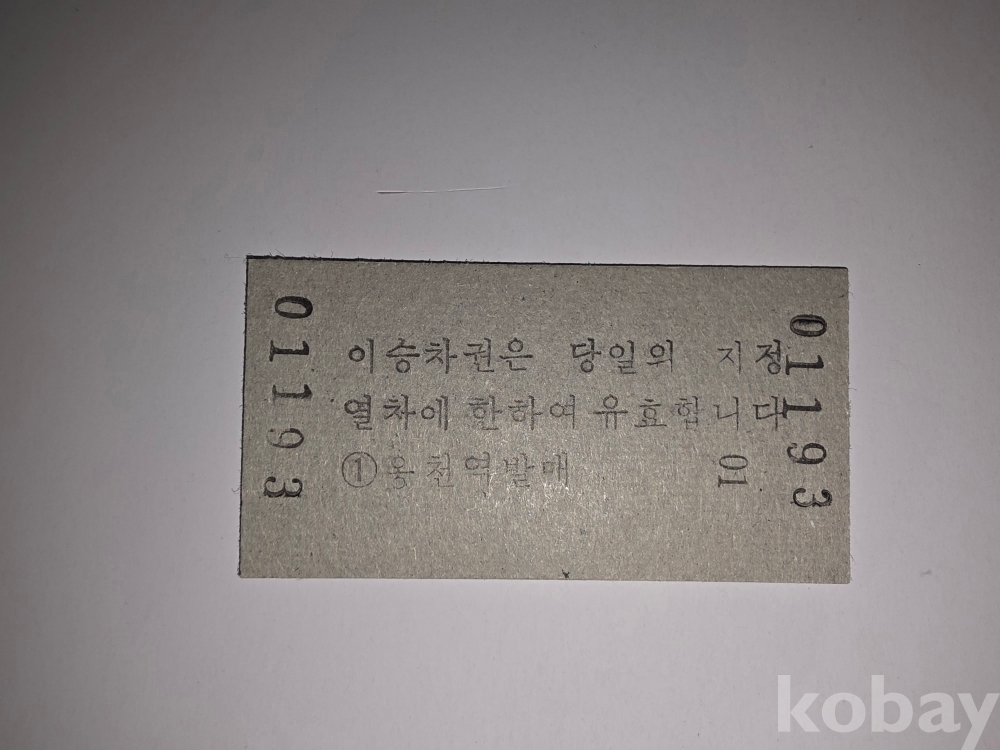 01193
이승차권은 당일의 지정
열차에 한하여 유효합니다
①웅천역발매 01
01193
kobay